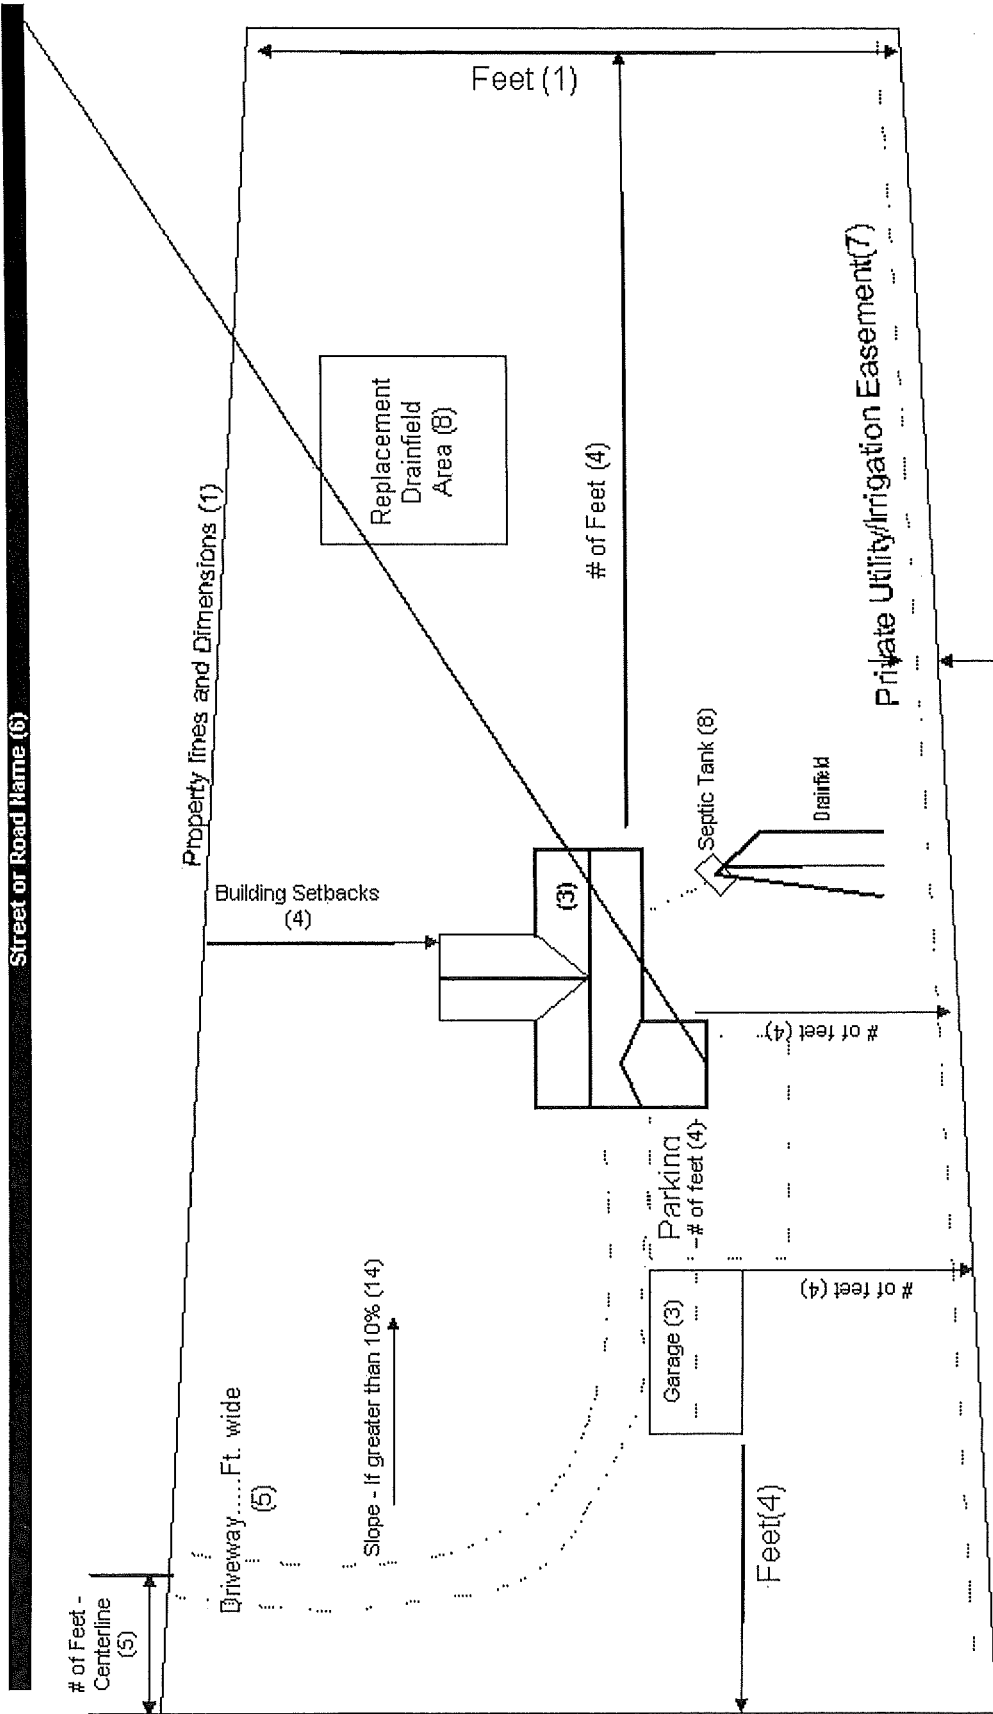 Street or Road Name (6)
# of Feet -
Centerline
(5)
Driveway.....Ft. wide
(5)
Slope - If greater than 10% (14)
Property lines and Dimensions (1)
Building Setbacks
(4)
(3)
Replacement
Drainfield
Area (8)
Feet (1)
# of Feet (4)
Septic Tank (8)
Drainfield
Parking
# of feet (4)
Garage (3)
# of feet (4)
# of feet (4)
Feet(4)
Private Utility/Irrigation Easement(7)